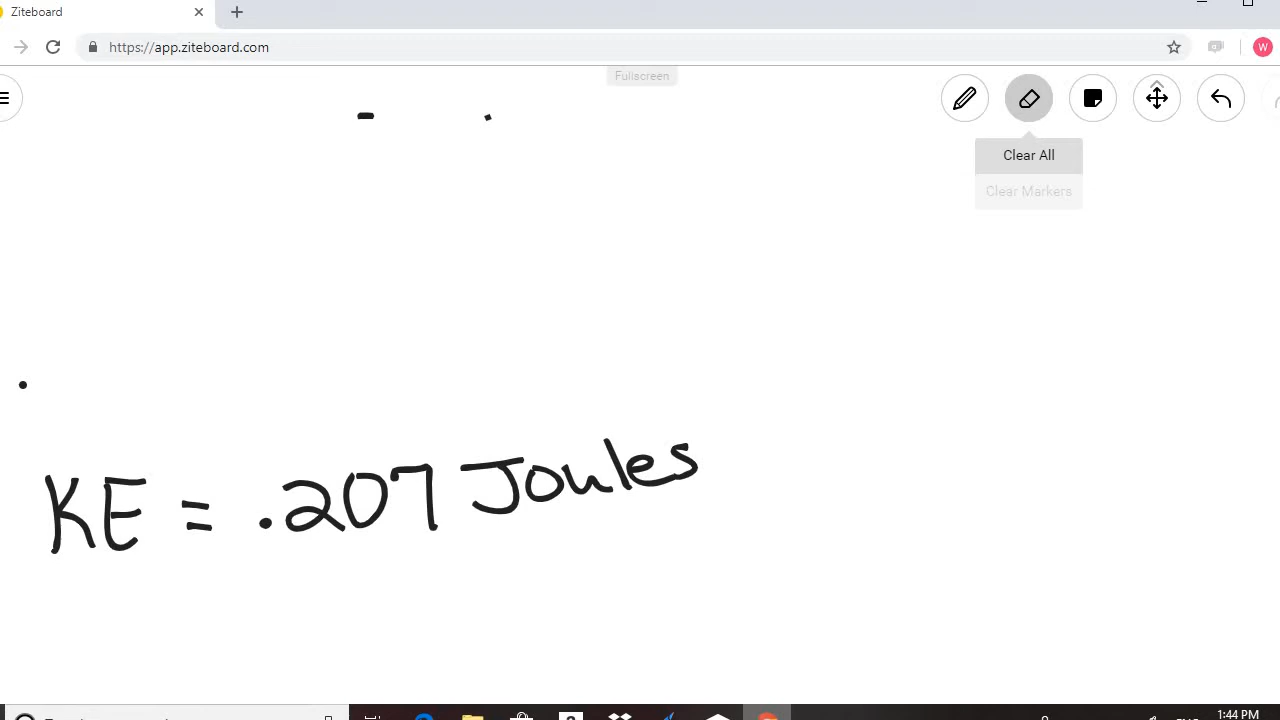 Ziteboard
https://app.ziteboard.com
W
Fullscreen
Clear All
Clear Markers
KE = .207 Joules
1:44 PM